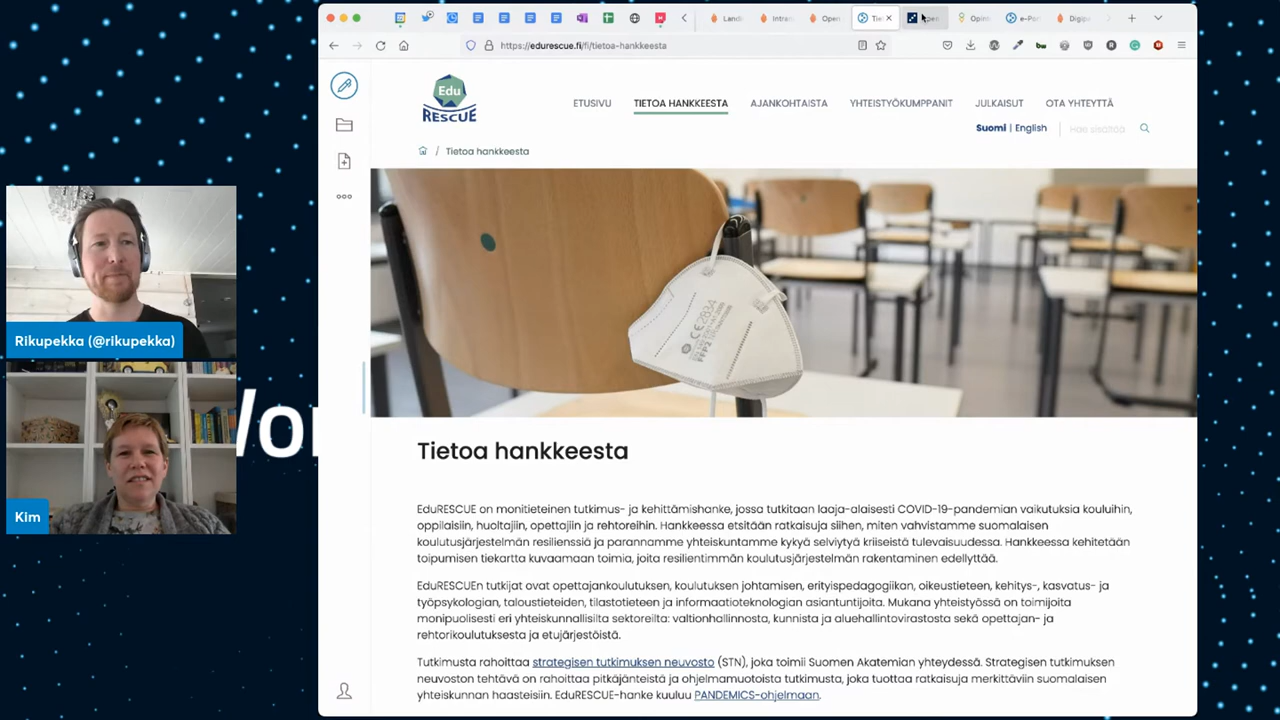 https://edurescue.fi/fi/tietoa-hankkeesta
Edu
RESCUE
ETUSIVU TIETOA HANKKEESTA AJANKOHTAISTA YHTEISTYÖKUMPPANIT JULKAISUT OTA YHTEYTTÄ
Suomi | English Hae sisältöä
/ Tietoa hankkeesta
CE2834
FFP2
Rikupekka (@rikupekka)
Kim
Tietoa hankkeesta
EduRESCUE on monitieteinen tutkimus- ja kehittämishanke, jossa tutkitaan laaja-alaisesti COVID-19-pandemian vaikutuksia kouluihin,
oppilaisiin, huoltajiin, opettajiin ja rehtoreihin. Hankkeessa etsitään ratkaisuja siihen, miten vahvistamme suomalaisen
koulutusjärjestelmän resilienssiä ja parannamme yhteiskuntamme kykyä selviytyä kriiseistä tulevaisuudessa. Hankkeessa kehitetään
toipumisen tiekartta kuvaamaan toimia, joita resilientimmän koulutusjärjestelmän rakentaminen edellyttää.
EduRESCUEn tutkijat ovat opettajankoulutuksen, koulutuksen johtamisen, erityispedagogiikan, oikeustieteen, kehitys-, kasvatus- ja
työpsykologian, taloustieteiden, tilastotieteen ja informaatioteknologian asiantuntijoita. Mukana yhteistyössä on toimijoita
monipuolisesti eri yhteiskunnallisilta sektoreilta: valtionhallinnosta, kunnista ja aluehallintovirastosta sekä opettajan- ja
rehtorikoulutuksesta ja etujärjestöistä.
Tutkimusta rahoittaa strategisen tutkimuksen neuvosto (STN), joka toimii Suomen Akatemian yhteydessä. Strategisen tutkimuksen
neuvoston tehtävä on rahoittaa pitkäjänteistä ja ohjelmamuotoista tutkimusta, joka tuottaa ratkaisuja merkittäviin suomalaisen
yhteiskunnan haasteisiin. EduRESCUE-hanke kuuluu PANDEMICS-ohjelmaan.